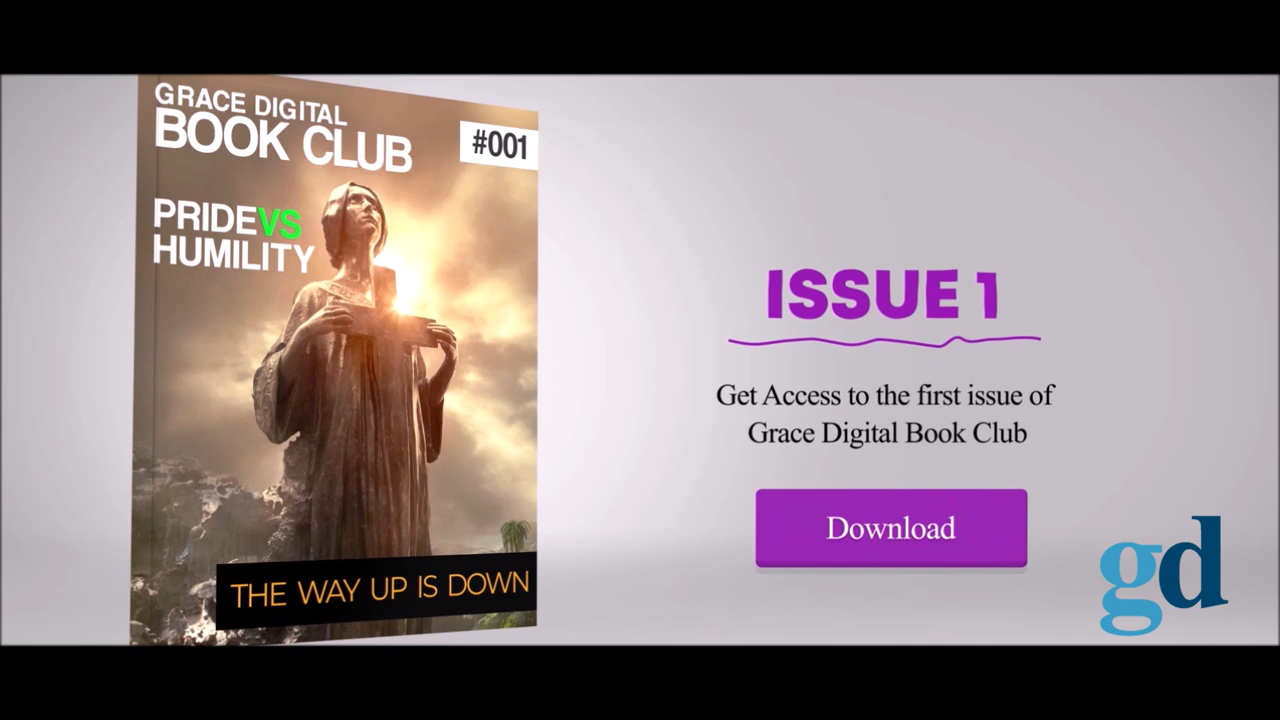 GRACE DIGITAL
BOOK CLUB
#001
PRIDEVS
HUMILITY
THE WAY UP IS DOWN
ISSUE 1
Get Access to the first issue of
Grace Digital Book Club
Download
gd